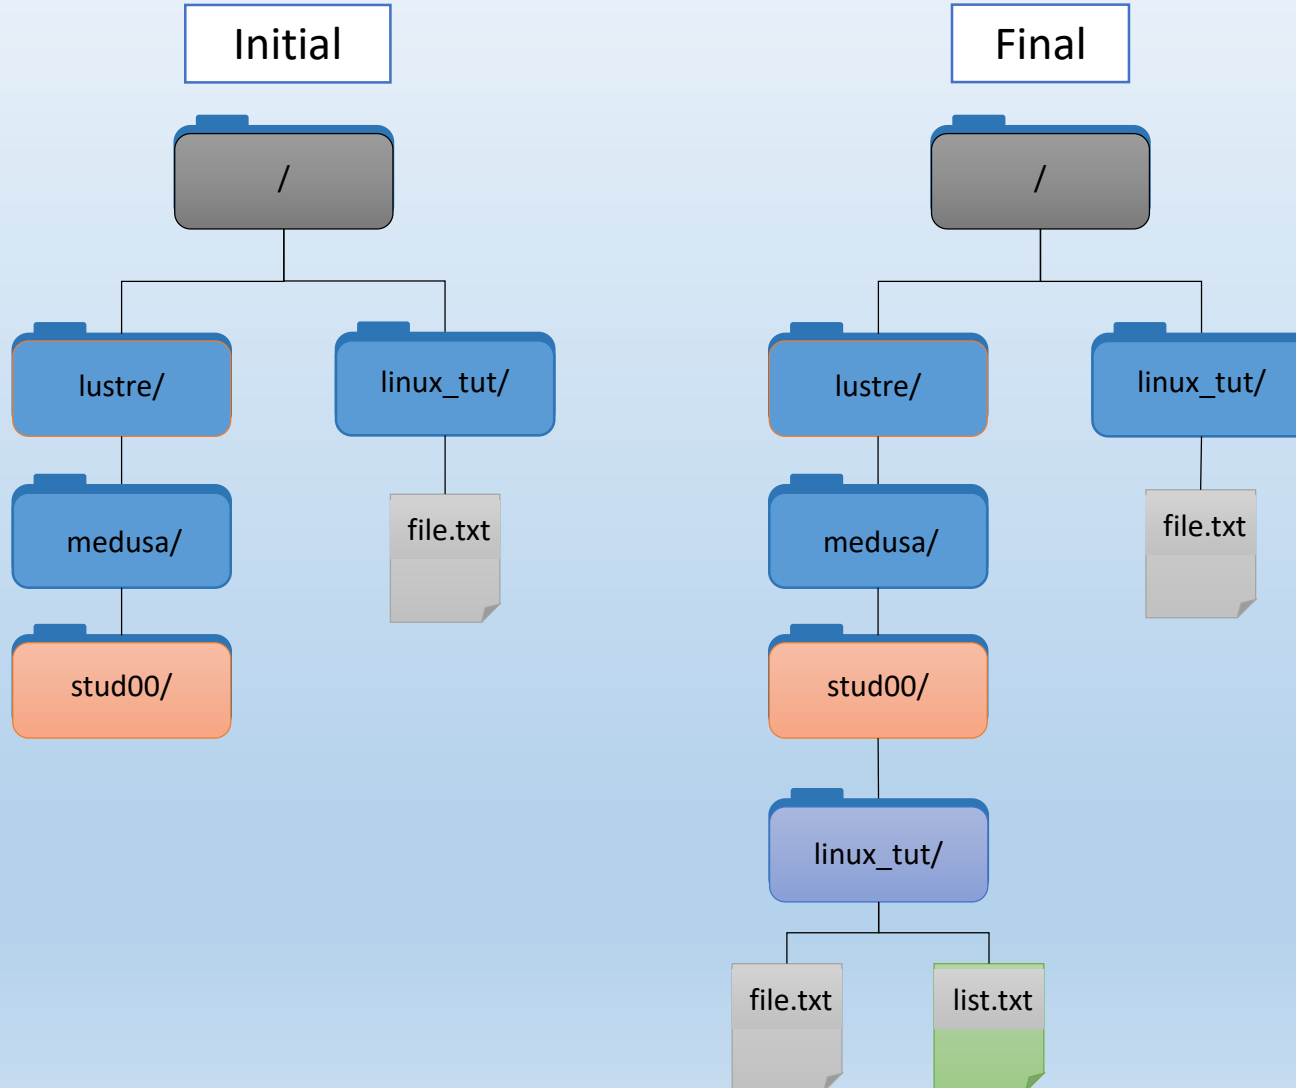 Initial
/
lustre/
linux_tut/
medusa/
file.txt
stud00/
Final
/
lustre/
linux_tut/
medusa/
file.txt
stud00/
linux_tut/
file.txt
list.txt